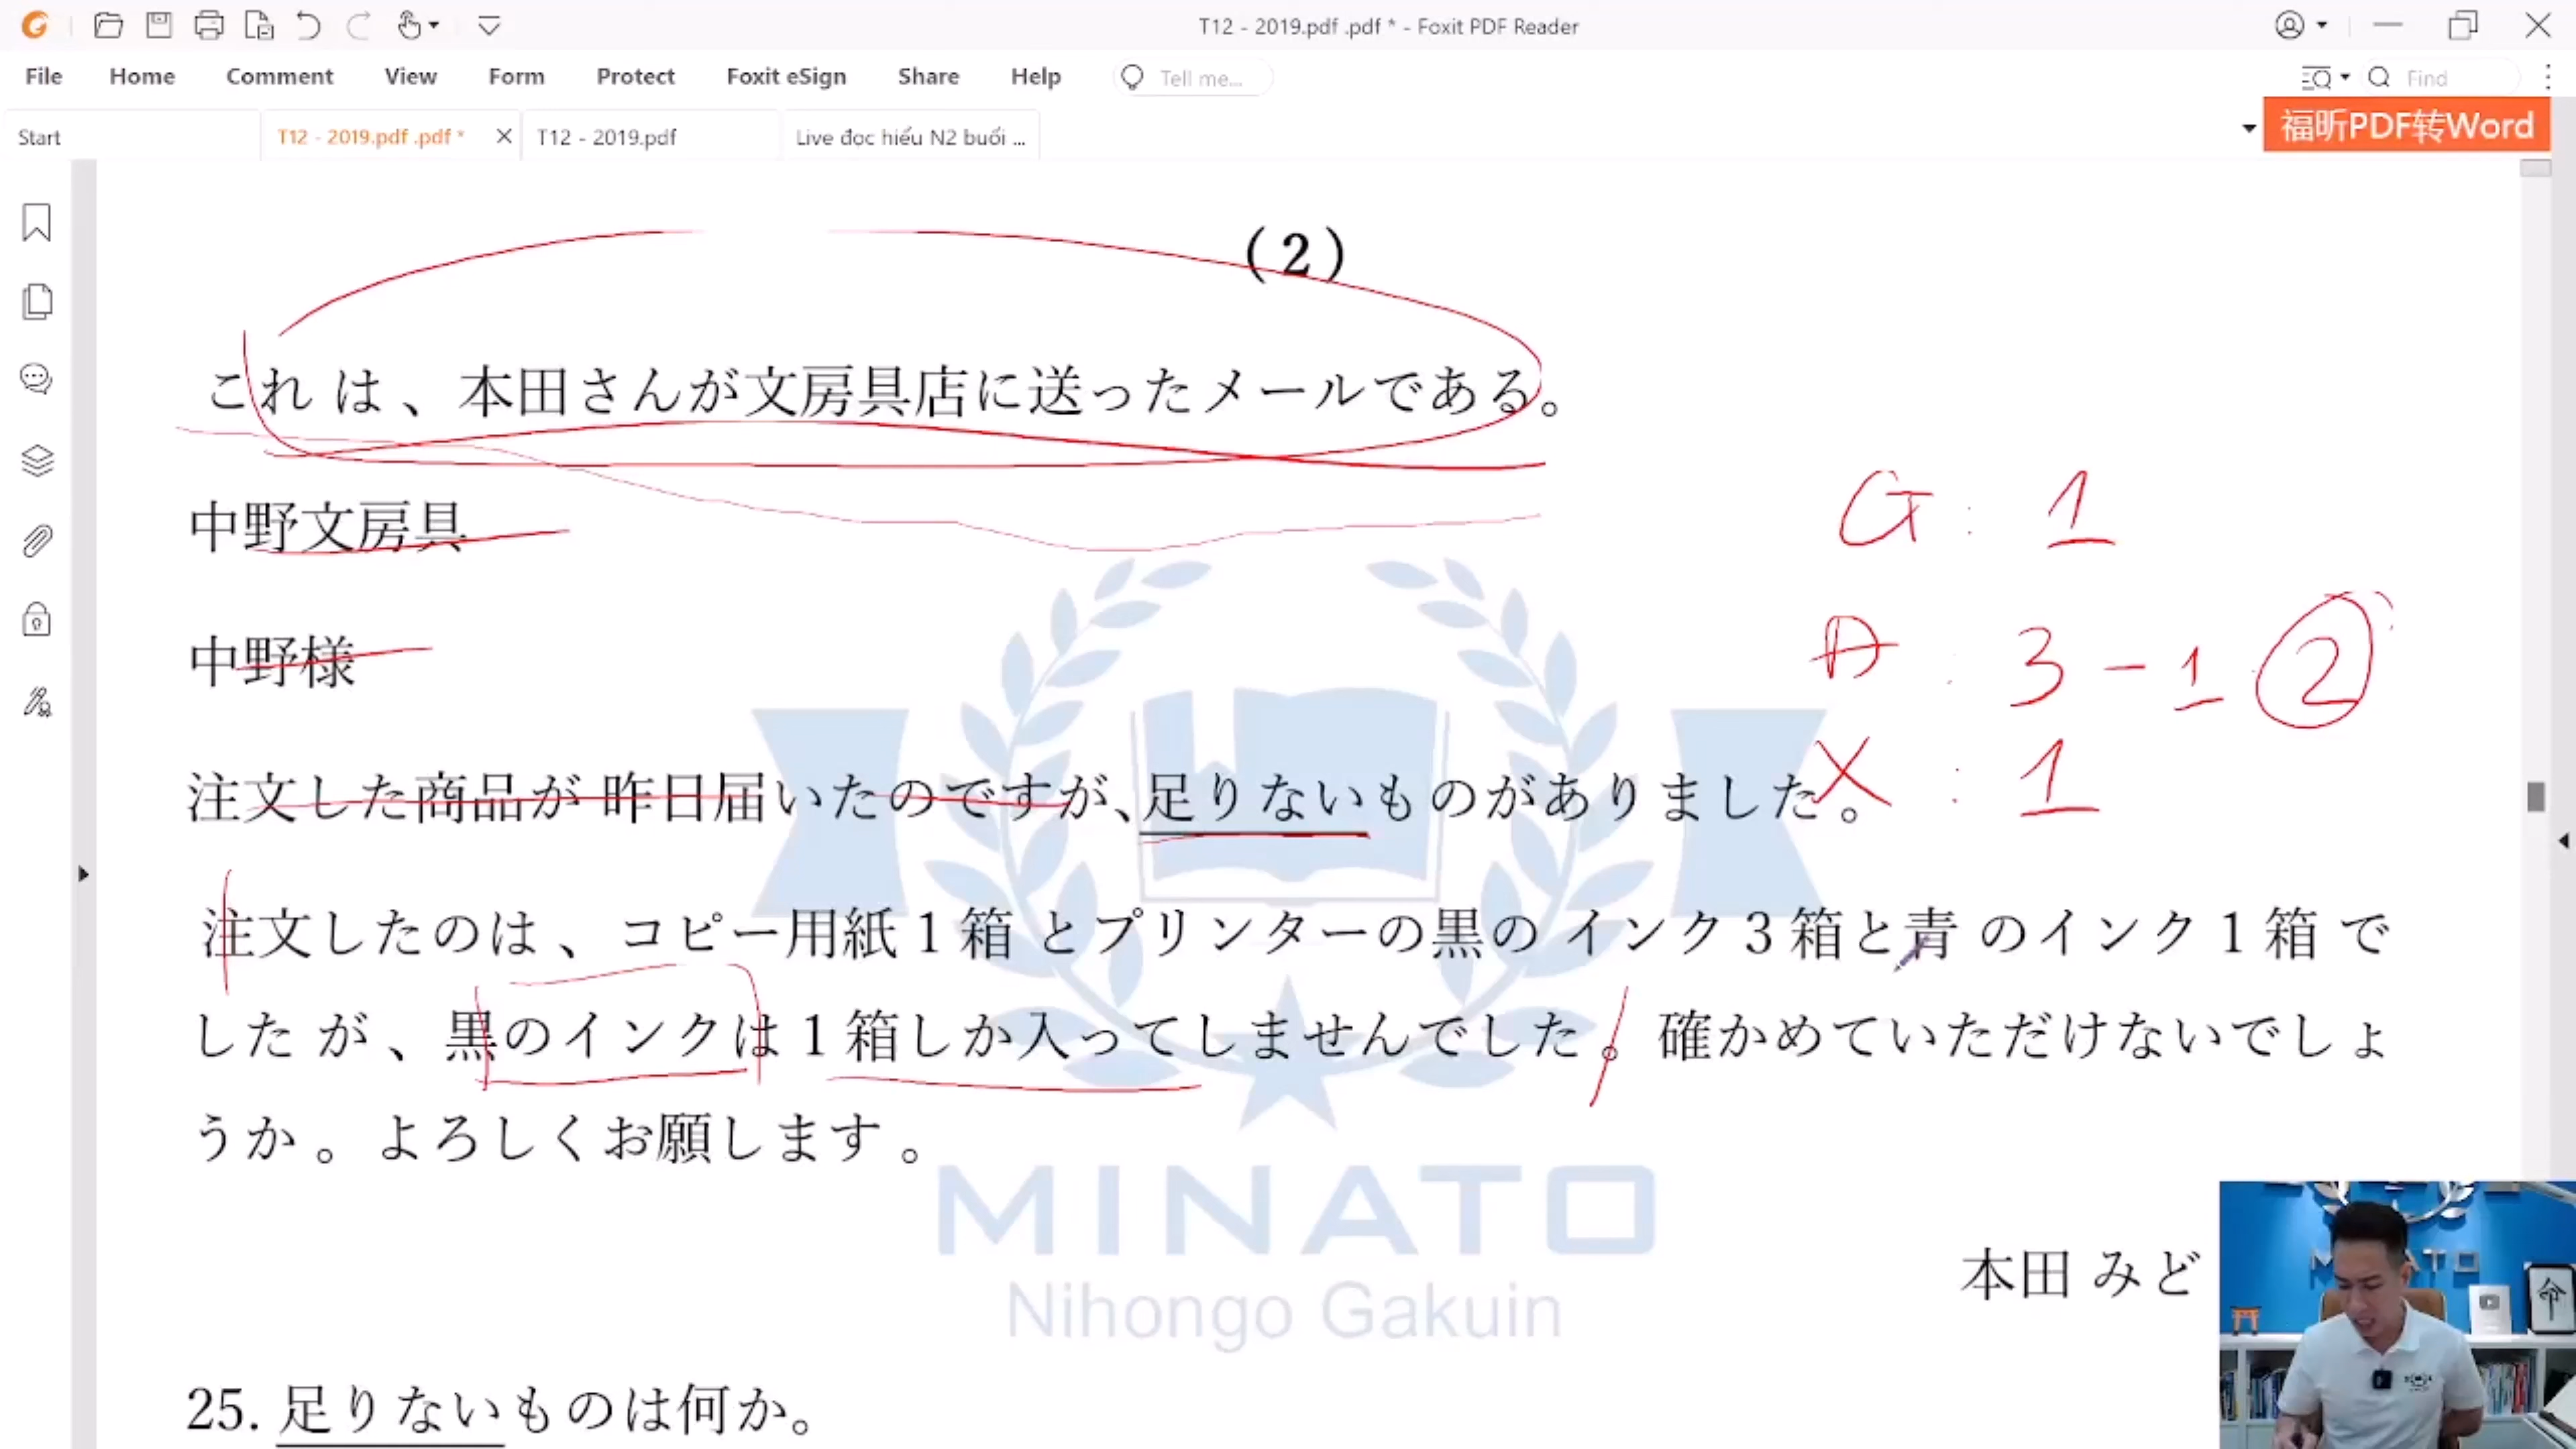 T12 - 2019.pdf .pdf * - Foxit PDF Reader
File Home Comment View Form Protect Foxit eSign Share Help Tell me... Find
Start T12 - 2019.pdf .pdf * T12 - 2019.pdf Live đọc hiểu N2 buổi ... 福昕PDF转Word
(2)
これ は 、本田さんが文房具店に送ったメールである。
中野文房具
G : 1
中野様
Đ : 3 - 1 2
注文した商品が 昨日届いたのですが、足りないものがありました 。
X : 1
注文したのは 、コピー用紙 1 箱 とプリンターの黒の インク 3 箱と青 のインク 1 箱 で
した が 、黒のインクは 1 箱しか入ってしませんでした 。確かめていただけないでしょ
うか 。よろしくお願します 。
MINATO
Nihongo Gakuin
本田 みど
25. 足りないものは何か。